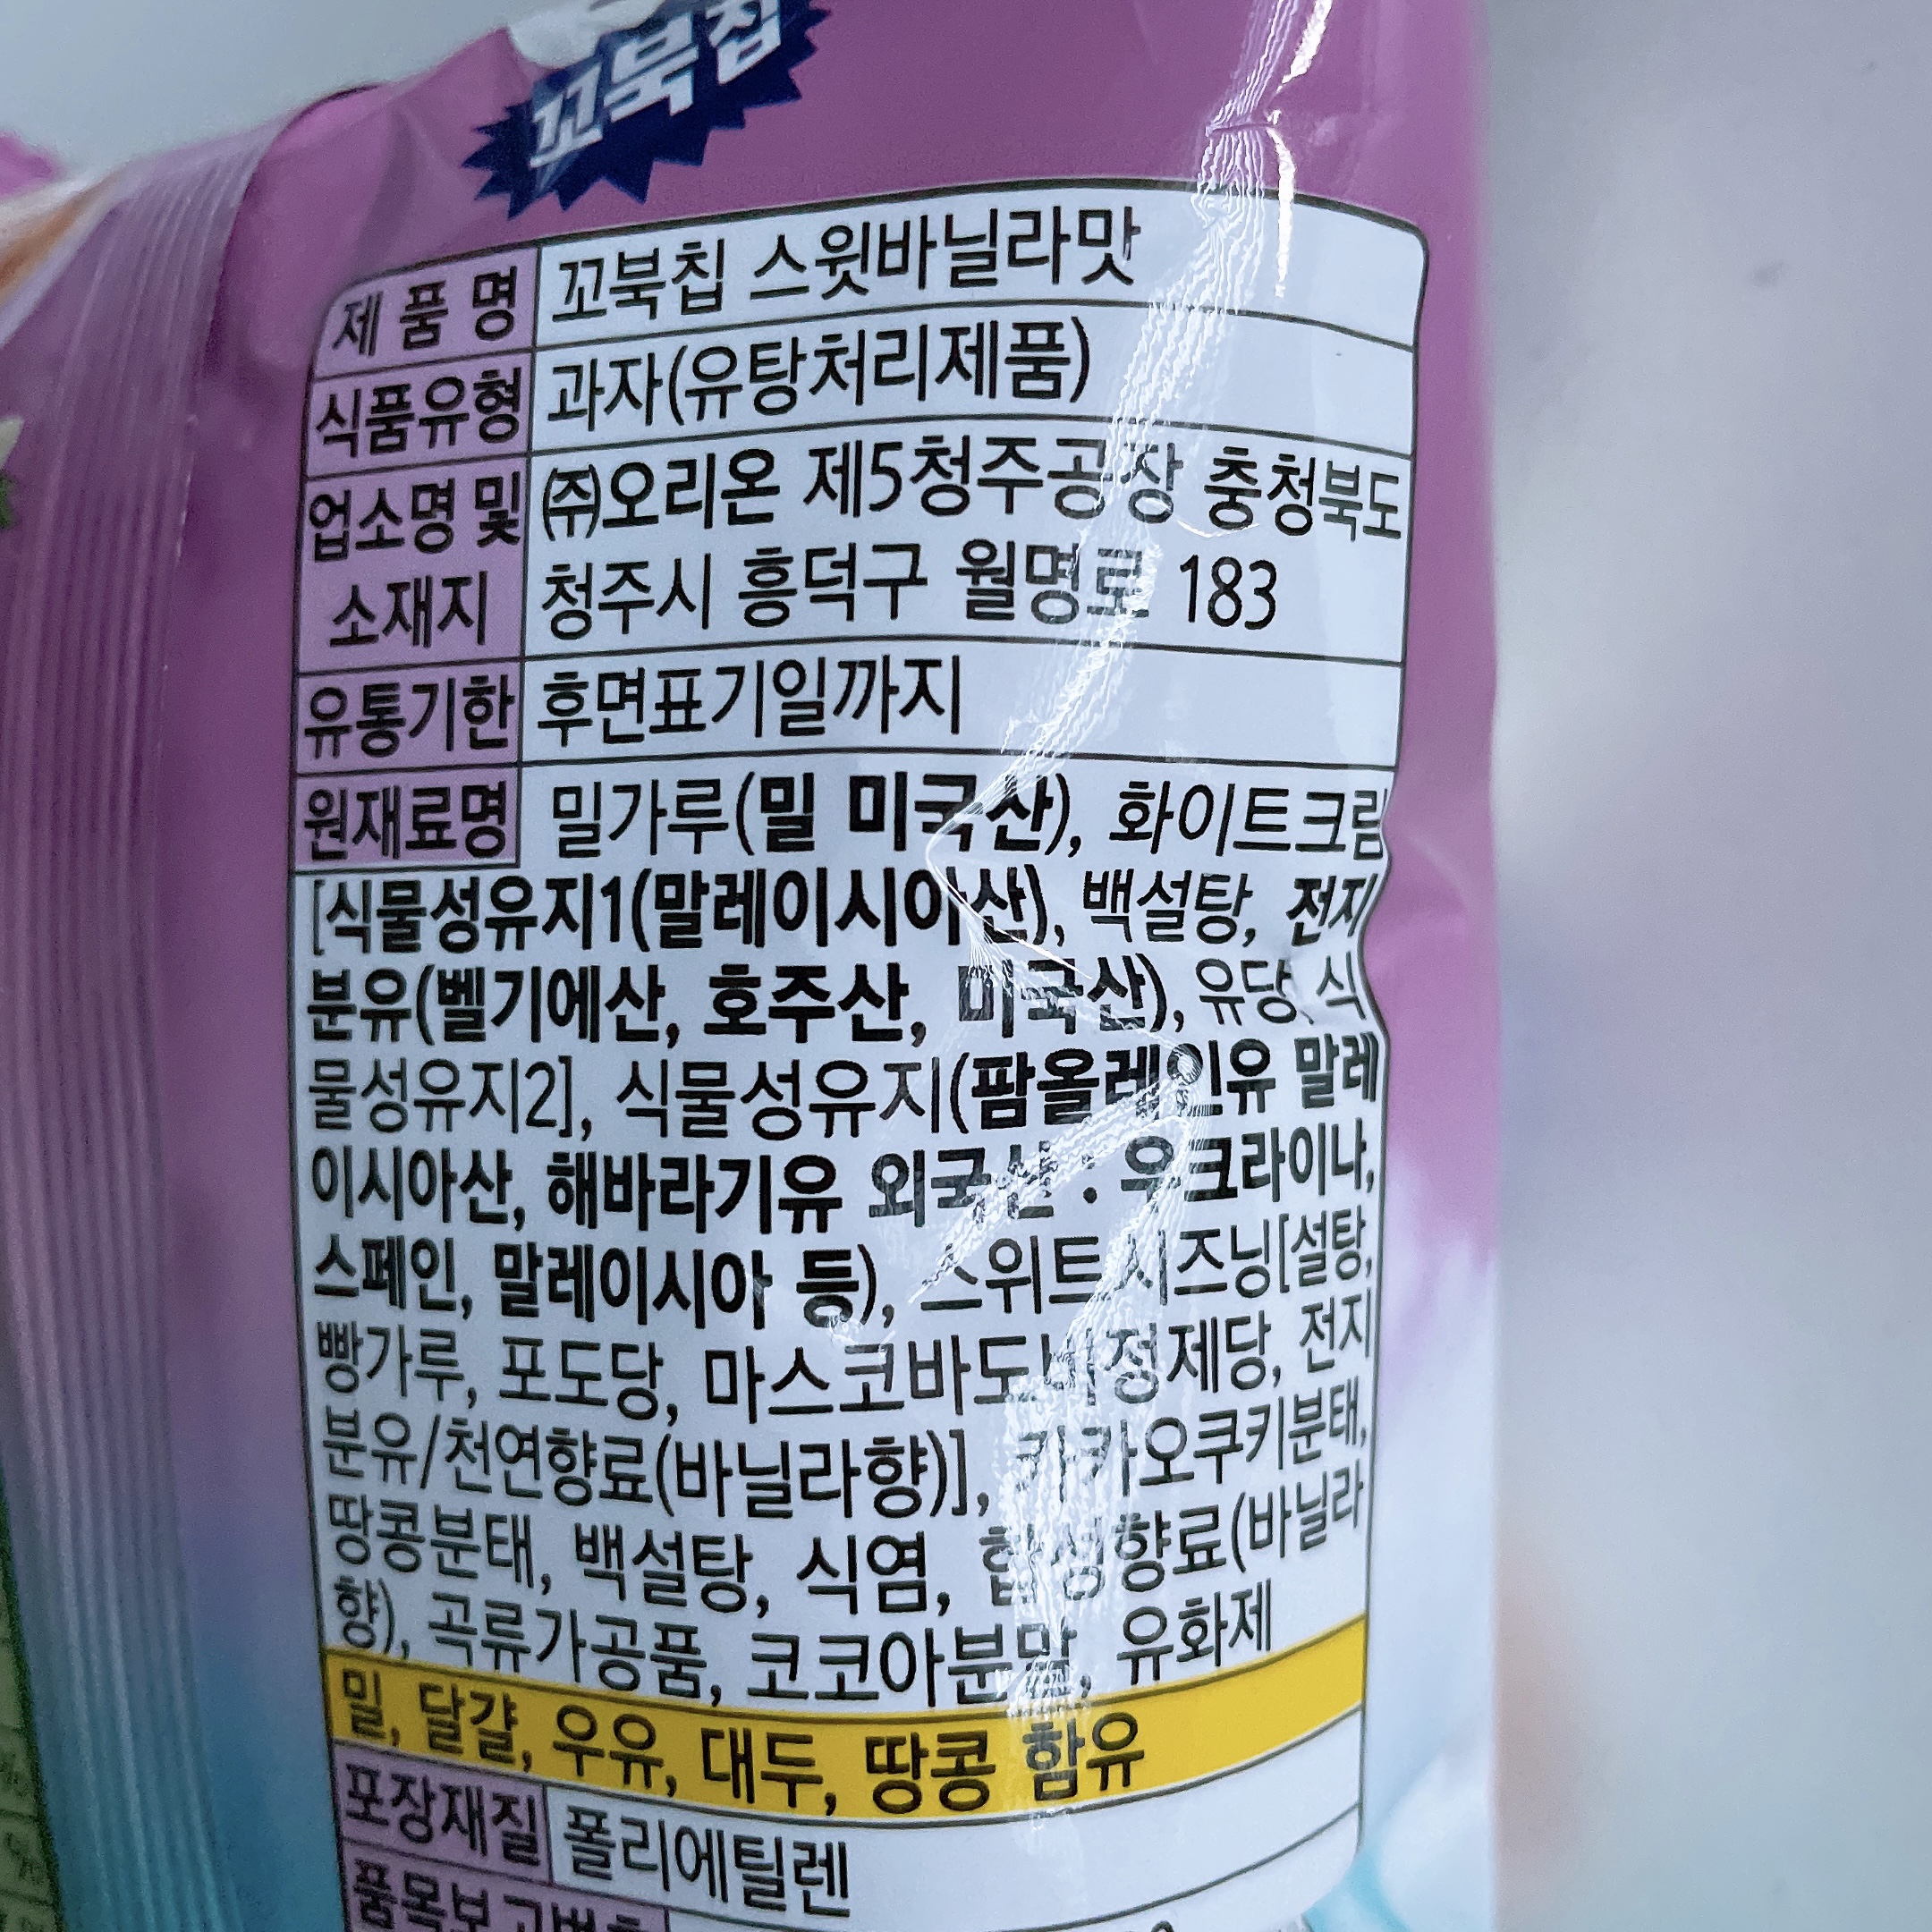 꼬북칩
제품명 꼬북칩 스윗바닐라맛
식품유형 과자(유탕처리제품)
업소명 및 ㈜오리온 제5청주공장 충청북도
소재지 청주시 흥덕구 월명로 183
유통기한 후면표기일까지
원재료명 밀가루(밀 미국산), 화이트크림
[식물성유지1(말레이시아산), 백설탕, 전지
분유(벨기에산, 호주산, 미국산), 유당, 식
물성유지2], 식물성유지(팜올레인유 말레
이시아산, 해바라기유 외국산 : 우크라이나,
스페인, 말레이시아 등), 스위트시즈닝[설탕,
빵가루, 포도당, 마스코바도비정제당, 전지
분유/천연향료(바닐라향)], 카카오쿠키분태,
땅콩분태, 백설탕, 식염, 합성향료(바닐라
향), 곡류가공품, 코코아분말, 유화제
밀, 달걀, 우유, 대두, 땅콩 함유
포장재질 폴리에틸렌
품목보고번호